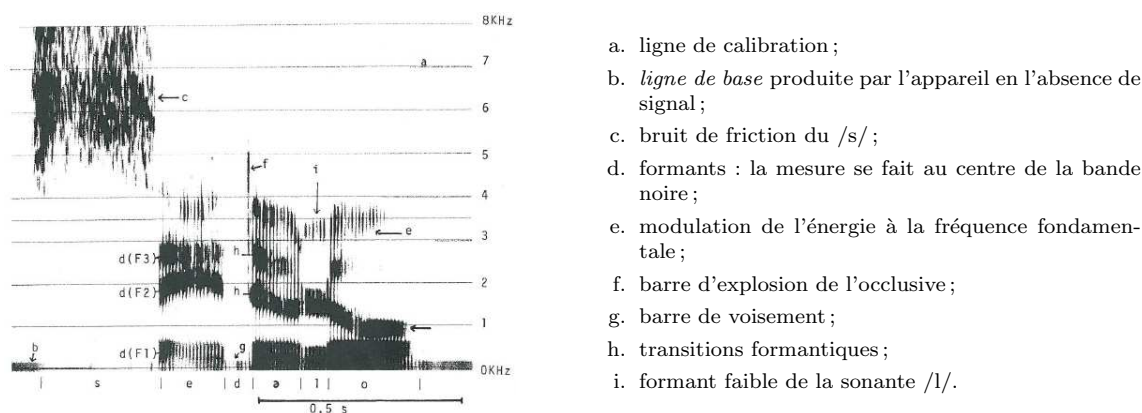 8KHz
7
a
c
6
5
f
i
4
e
3
d(F3)
h
d(F2)
h
2
1
b
d(F1)
g
0KHz
| s | e | d | ə | l | o |
0.5 s
a. ligne de calibration ;
b. ligne de base produite par l'appareil en l'absence de
signal ;
c. bruit de friction du /s/ ;
d. formants : la mesure se fait au centre de la bande
noire ;
e. modulation de l'énergie à la fréquence fondamen-
tale ;
f. barre d'explosion de l'occlusive ;
g. barre de voisement ;
h. transitions formantiques ;
i. formant faible de la sonante /l/.